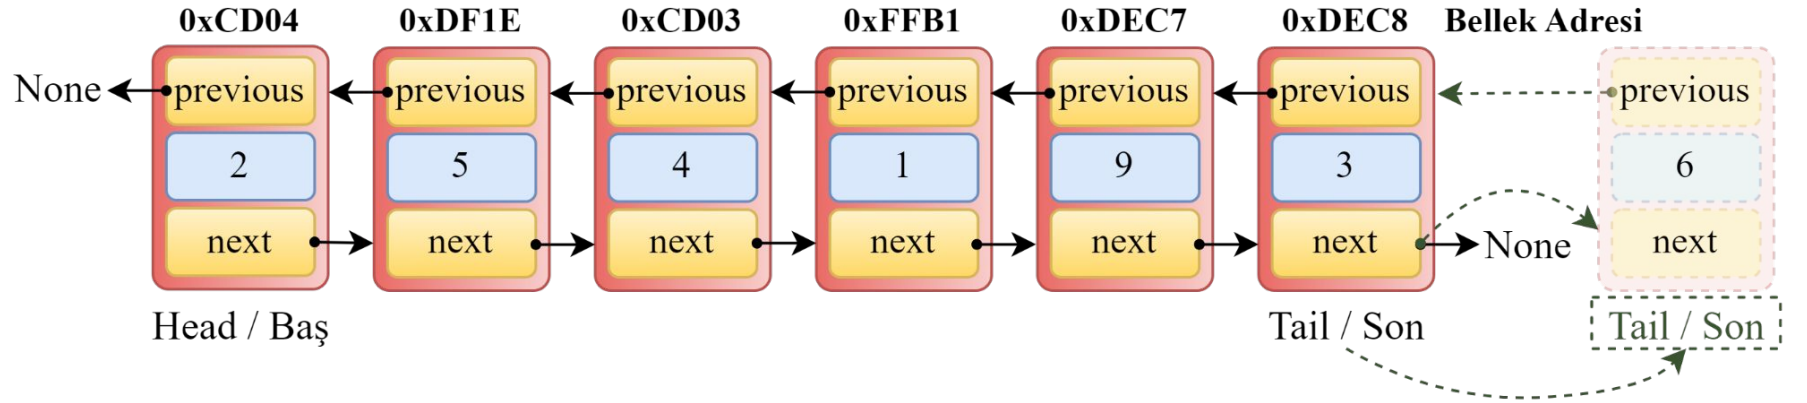 0xCD04 0xDF1E 0xCD03 0xFFB1 0xDEC7 0xDEC8 Bellek Adresi
None previous previous previous previous previous previous previous
2 5 4 1 9 3 6
next next next next next next None next
Head / Baş Tail / Son Tail / Son